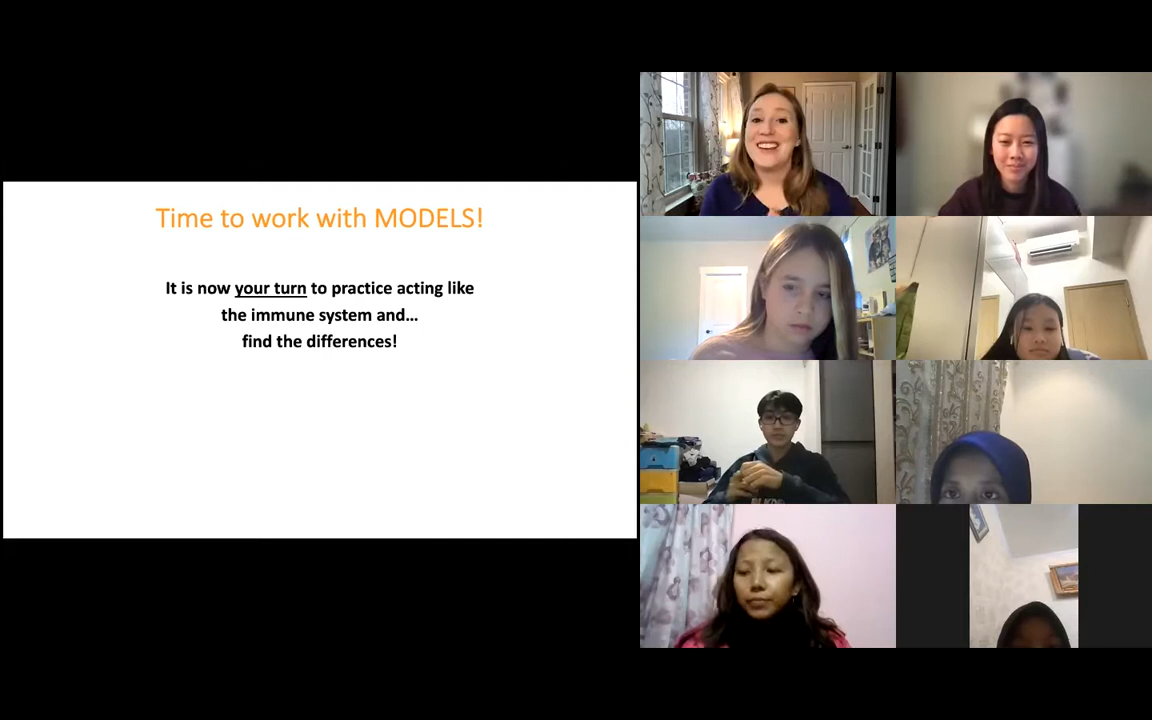 Time to work with MODELS!
It is now your turn to practice acting like
the immune system and...
find the differences!